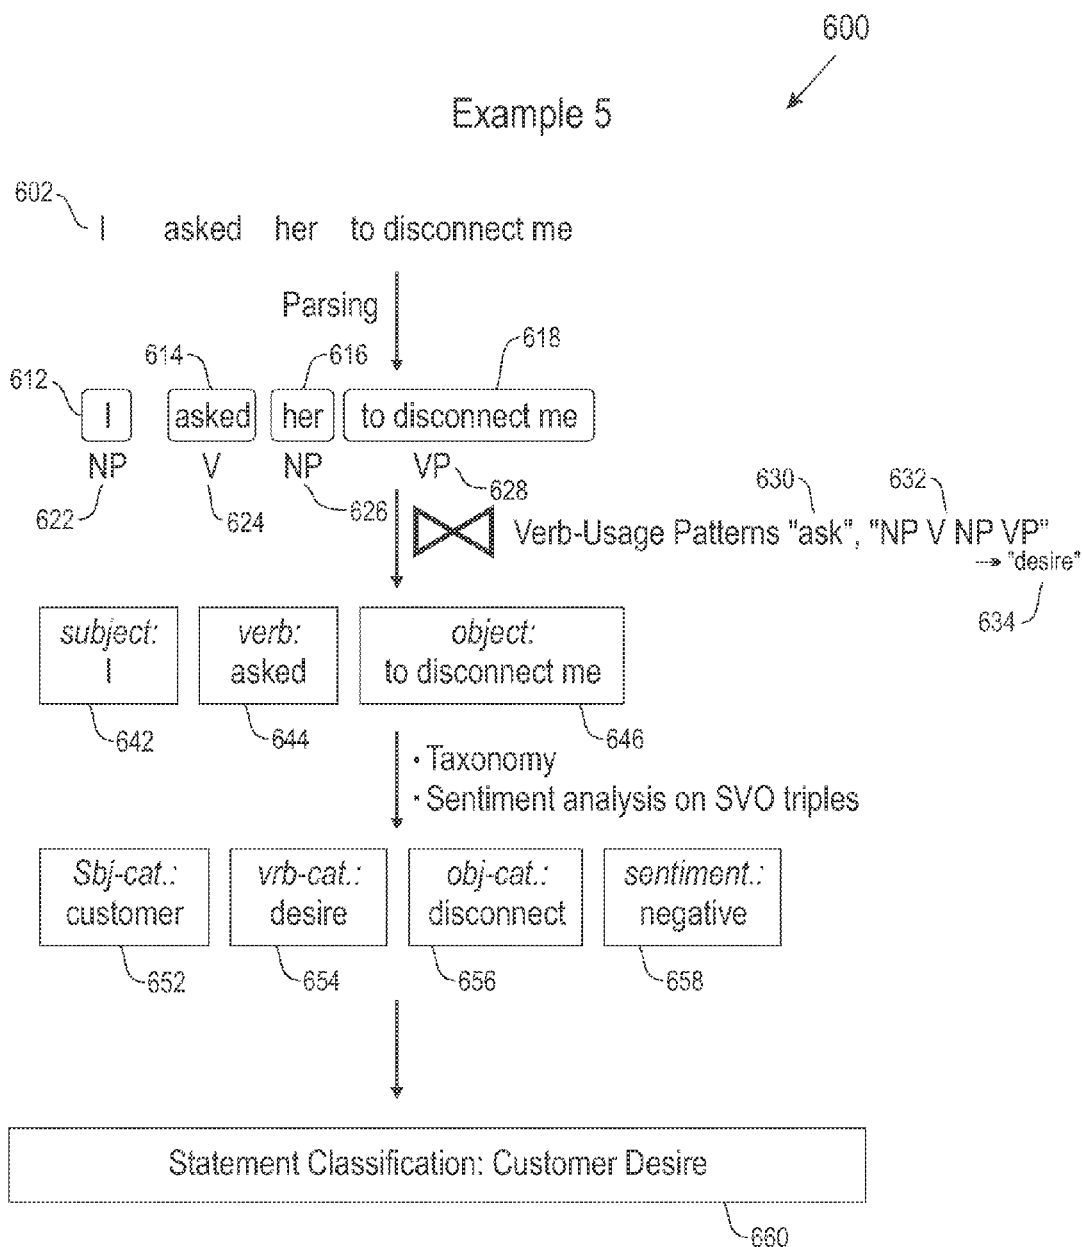 600
Example 5
602
I asked her to disconnect me
Parsing
612 614 616 618
I asked her to disconnect me
NP V NP VP
622 624 626 628 630 632
Verb-Usage Patterns "ask", "NP V NP VP"
"desire"
634
subject: verb: object:
I asked to disconnect me
642 644 646
· Taxonomy
· Sentiment analysis on SVO triples
Sbj-cat.: vrb-cat.: obj-cat.: sentiment.:
customer desire disconnect negative
652 654 656 658
Statement Classification: Customer Desire
660